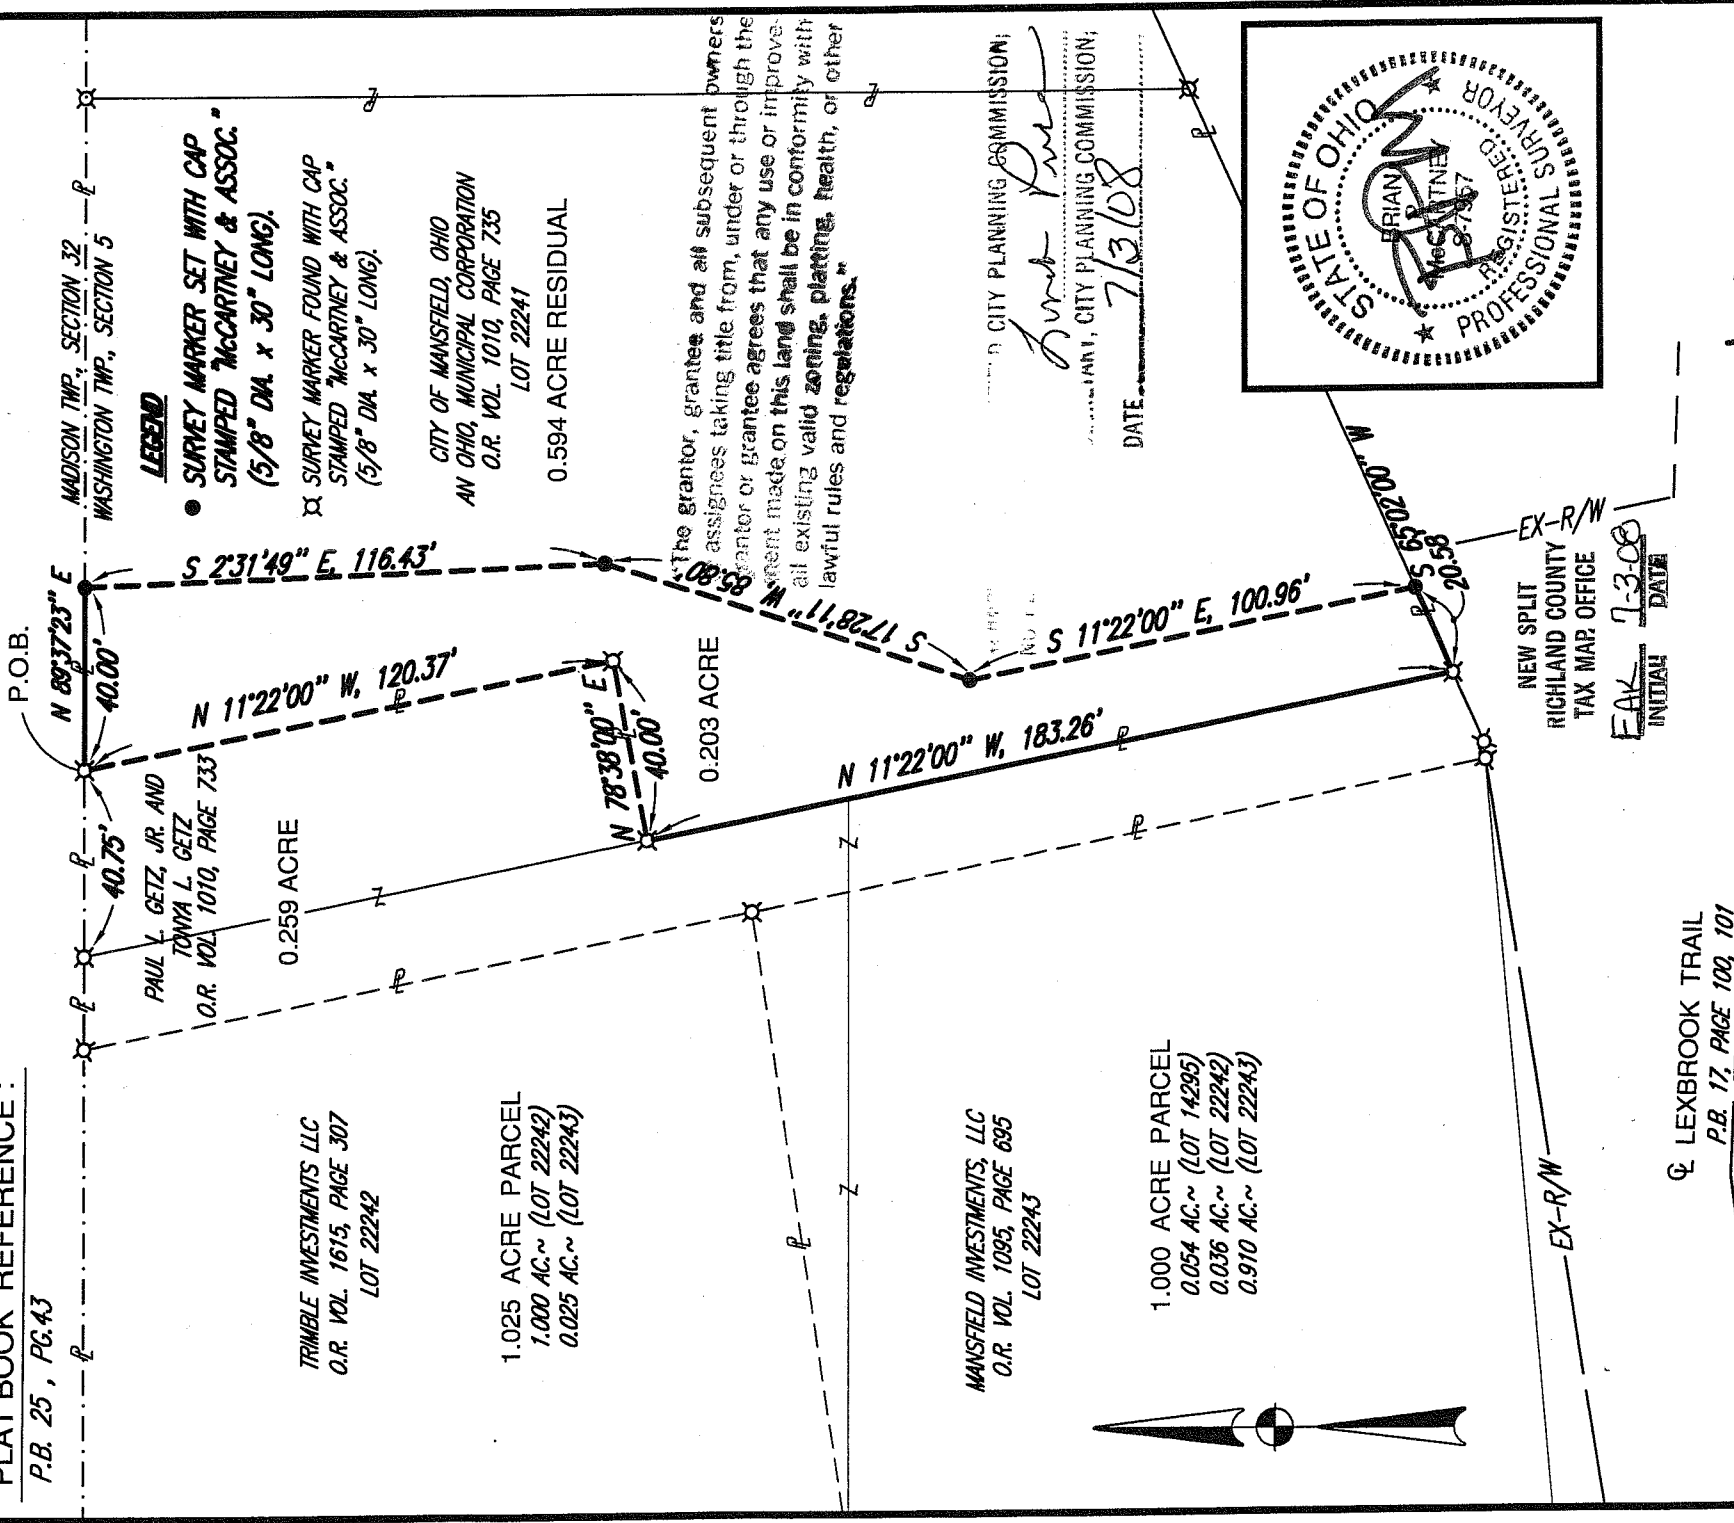 PLAT BOOK REFERENCE :
P.B. 25 , PG.43
P.O.B.
MADISON TWP., SECTION 32
WASHINGTON TWP., SECTION 5
LEGEND
SURVEY MARKER SET WITH CAP
STAMPED "McCARTNEY & ASSOC."
(5/8" DIA. x 30" LONG).
SURVEY MARKER FOUND WITH CAP
STAMPED "McCARTNEY & ASSOC."
(5/8" DIA. x 30" LONG).
CITY OF MANSFIELD, OHIO
AN OHIO, MUNICIPAL CORPORATION
O.R. VOL. 1010, PAGE 735
LOT 22241
0.594 ACRE RESIDUAL
N 89°37'23" E
40.00'
S 2°31'49" E, 116.43'
40.75'
N 11°22'00" W, 120.37'
PAUL L. GETZ, JR. AND
TONYA L. GETZ
O.R. VOL. 1010, PAGE 733
0.259 ACRE
N 78°38'00" E
40.00'
S 17°28'11" W, 85.80'
0.203 ACRE
S 11°22'00" E, 100.96'
N 11°22'00" W, 183.26'
S 65°02'00" W
20.58
"The grantor, grantee and all subsequent owners
assignees taking title from, under or through the
grantor or grantee agrees that any use or improve-
ment made on this land shall be in conformity with
all existing valid zoning, platting, health, or other
lawful rules and regulations."
CITY PLANNING COMMISSION;
, CITY PLANNING COMMISSION;
DATE 7/3/08
STATE OF OHIO
BRIAN
P.
McCARTNEY
S-7957
REGISTERED
PROFESSIONAL SURVEYOR
TRIMBLE INVESTMENTS LLC
O.R. VOL. 1615, PAGE 307
LOT 22242
1.025 ACRE PARCEL
1.000 AC.~ (LOT 22242)
0.025 AC.~ (LOT 22243)
MANSFIELD INVESTMENTS, LLC
O.R. VOL. 1095, PAGE 695
LOT 22243
1.000 ACRE PARCEL
0.054 AC.~ (LOT 14295)
0.036 AC.~ (LOT 22242)
0.910 AC.~ (LOT 22243)
EX-R/W
NEW SPLIT
RICHLAND COUNTY
TAX MAP OFFICE
EAK 7-3-08
INITIAL DATE
EX-R/W
℄ LEXBROOK TRAIL
P.B. 17, PAGE 100, 101